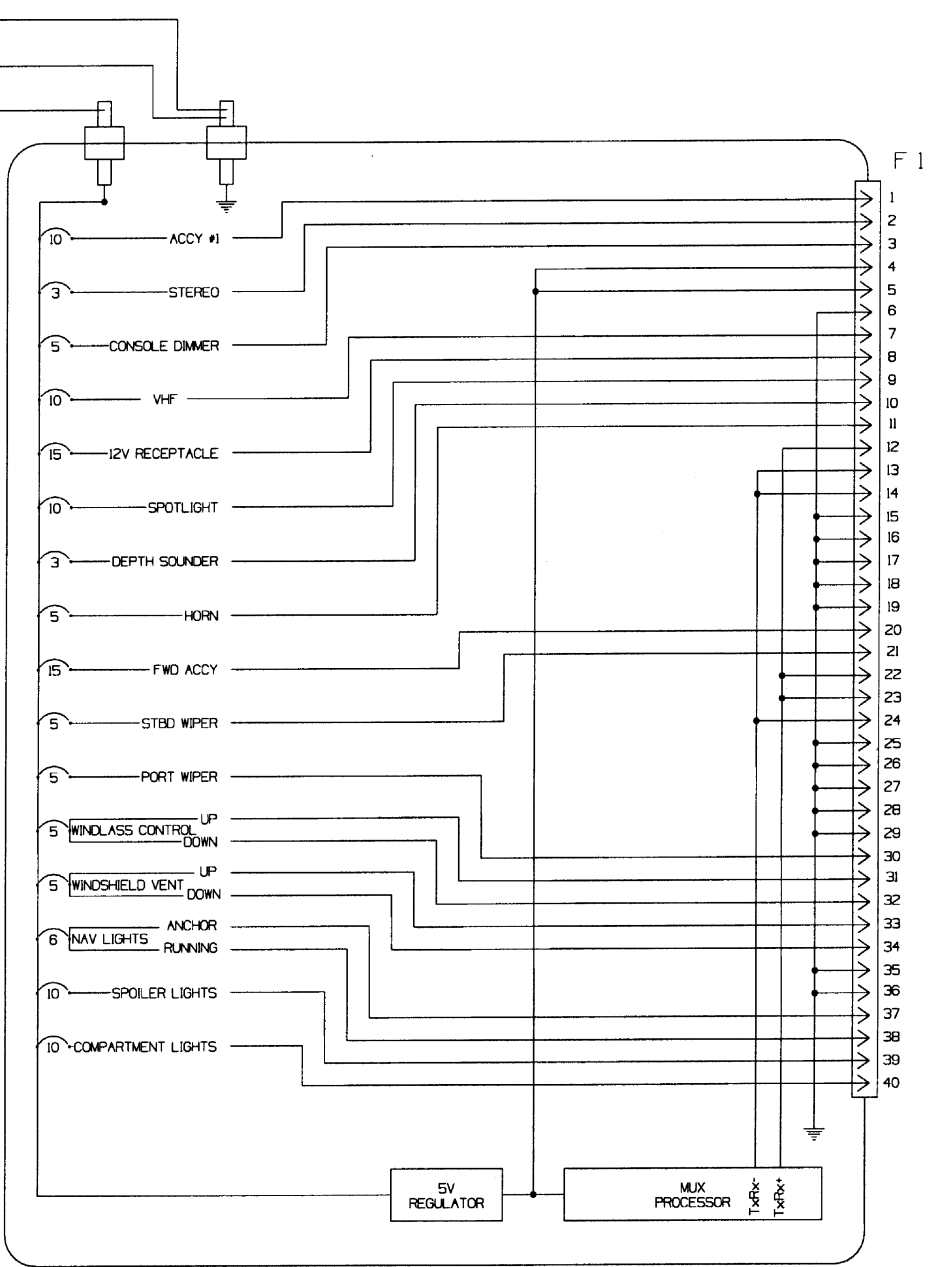 F 1
1
2
10 ACCY #1
3
4
3 STEREO
5
6
7
5 CONSOLE DIMMER
8
9
10 VHF
10
11
12
15 12V RECEPTACLE
13
14
10 SPOTLIGHT
15
16
3 DEPTH SOUNDER
17
18
19
5 HORN
20
21
15 FWD ACCY
22
23
5 STBD WIPER
24
25
26
5 PORT WIPER
27
28
UP
5 WINDLASS CONTROL
29
DOWN
30
UP
31
5 WINDSHIELD VENT
DOWN
32
33
ANCHOR
6 NAV LIGHTS
34
RUNNING
35
36
10 SPOILER LIGHTS
37
38
10 COMPARTMENT LIGHTS
39
40
5V
REGULATOR
MUX
PROCESSOR
TxRx-
TxRx+